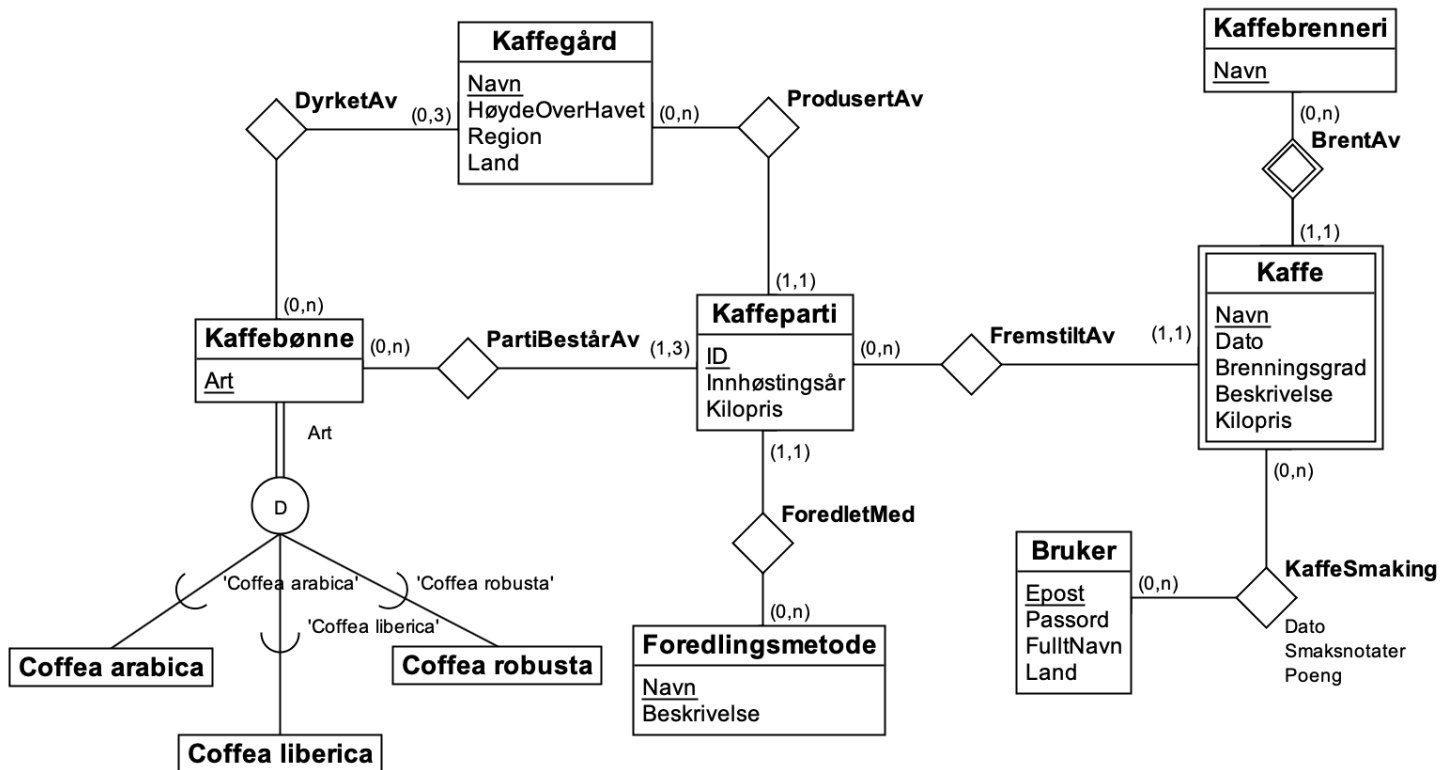 Kaffegård
Navn
HøydeOverHavet
Region
Land
Kaffebrenneri
Navn
DyrketAv
(0,3)
(0,n)
ProdusertAv
(0,n)
BrentAv
(1,1)
(0,n)
(1,1)
Kaffebønne
Art
(0,n)
PartiBestårAv
(1,3)
Kaffeparti
ID
Innhøstingsår
Kilopris
(0,n)
FremstiltAv
(1,1)
Kaffe
Navn
Dato
Brenningsgrad
Beskrivelse
Kilopris
Art
(1,1)
(0,n)
D
ForedletMed
'Coffea arabica'
'Coffea robusta'
'Coffea liberica'
(0,n)
Bruker
Epost
Passord
FulltNavn
Land
(0,n)
KaffeSmaking
Dato
Smaksnotater
Poeng
Coffea arabica
Coffea robusta
Coffea liberica
Foredlingsmetode
Navn
Beskrivelse